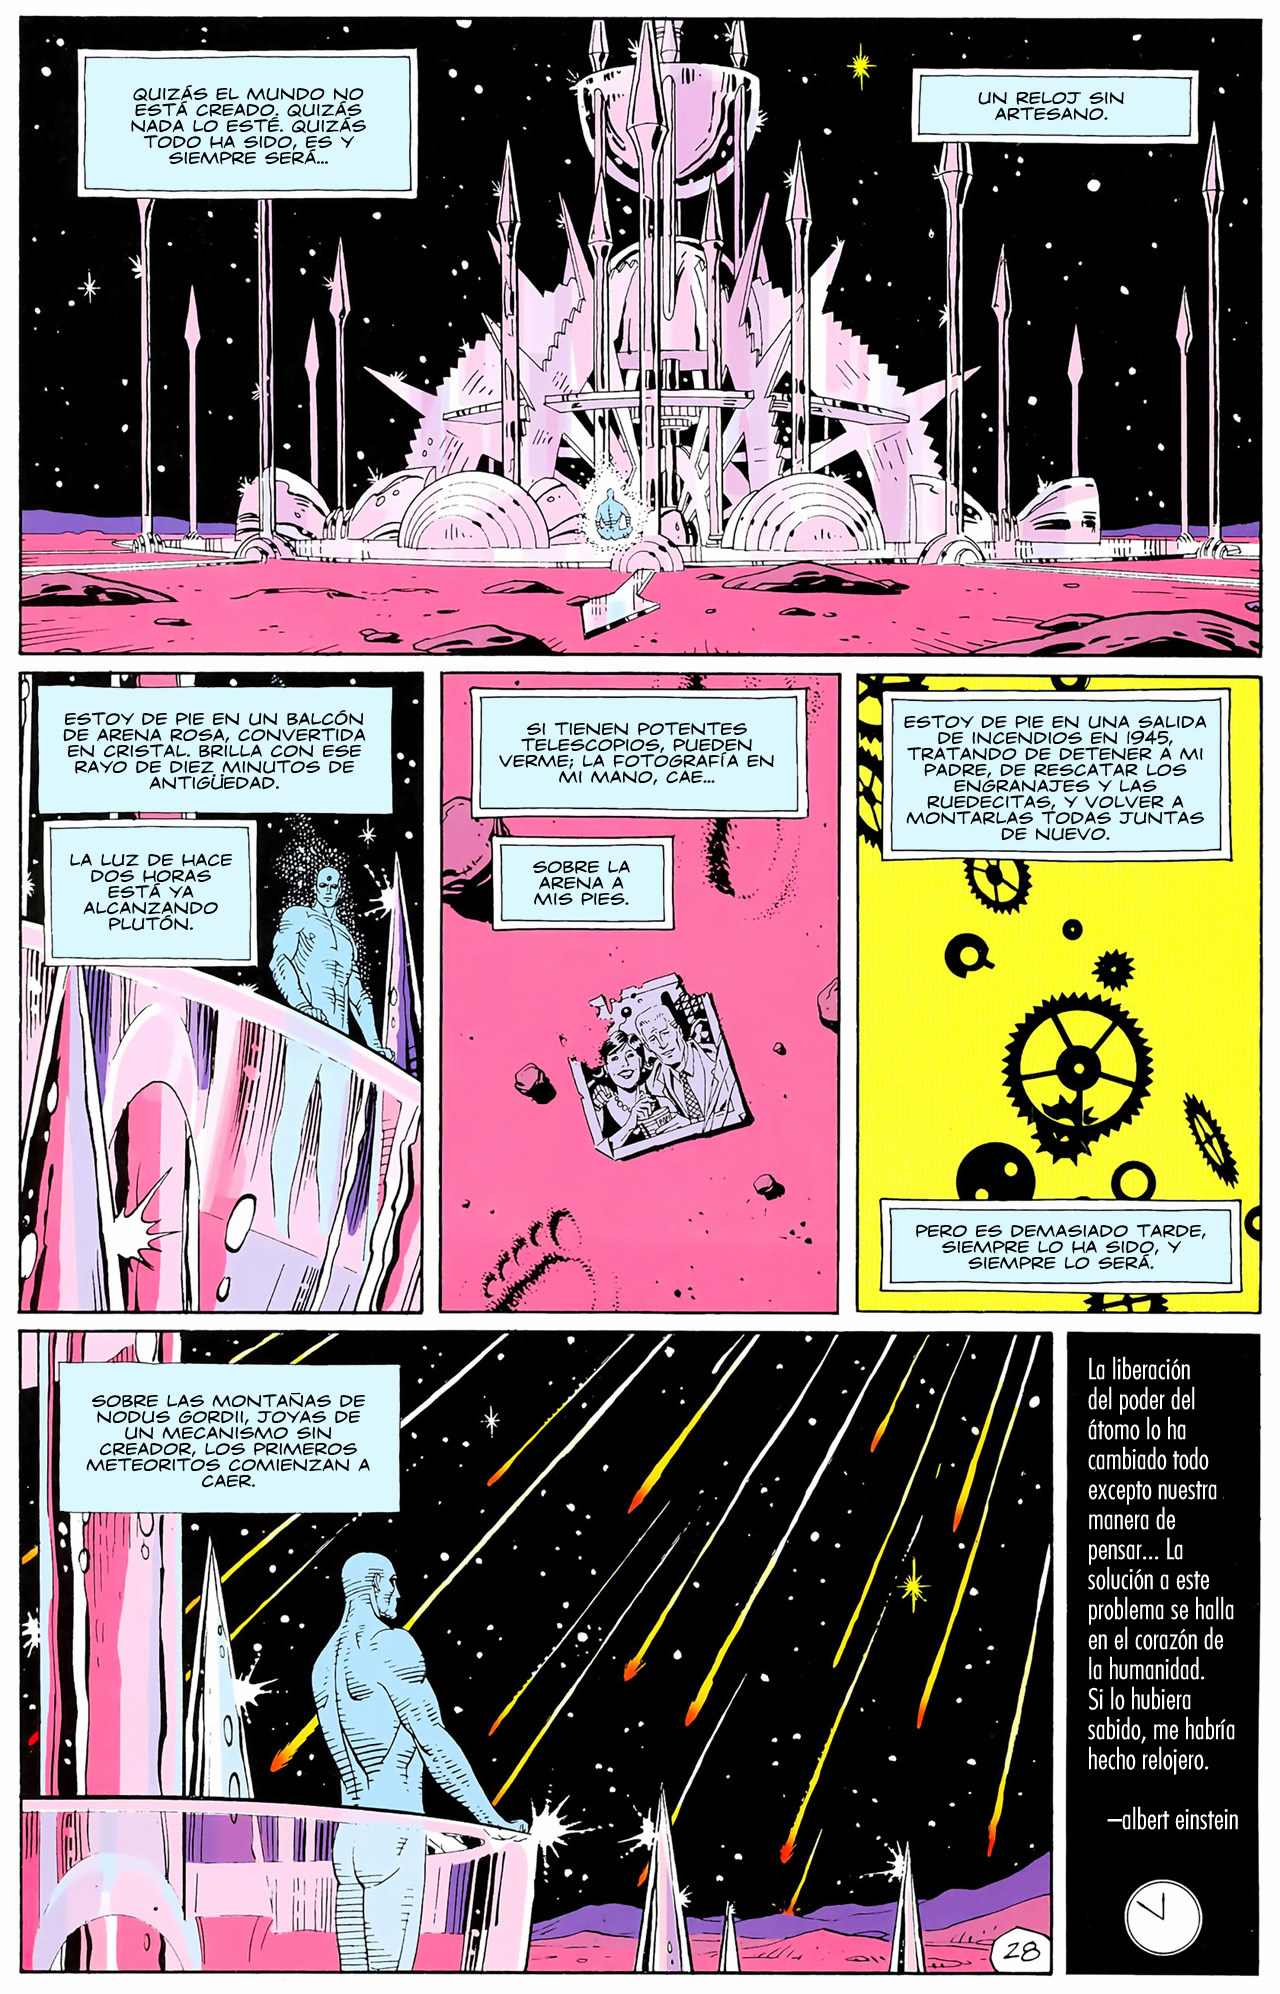 QUIZÁS EL MUNDO NO
ESTÁ CREADO. QUIZÁS
NADA LO ESTÉ. QUIZÁS
TODO HA SIDO, ES Y
SIEMPRE SERÁ...
UN RELOJ SIN
ARTESANO.
ESTOY DE PIE EN UN BALCÓN
DE ARENA ROSA, CONVERTIDA
EN CRISTAL. BRILLA CON ESE
RAYO DE DIEZ MINUTOS DE
ANTIGÜEDAD.
LA LUZ DE HACE
DOS HORAS
ESTÁ YA
ALCANZANDO
PLUTÓN.
SI TIENEN POTENTES
TELESCOPIOS, PUEDEN
VERME; LA FOTOGRAFÍA EN
MI MANO, CAE...
SOBRE LA
ARENA A
MIS PIES.
ESTOY DE PIE EN UNA SALIDA
DE INCENDIOS EN 1945,
TRATANDO DE DETENER A MI
PADRE, DE RESCATAR LOS
ENGRANAJES Y LAS
RUEDECITAS, Y VOLVER A
MONTARLAS TODAS JUNTAS
DE NUEVO.
PERO ES DEMASIADO TARDE,
SIEMPRE LO HA SIDO, Y
SIEMPRE LO SERÁ.
SOBRE LAS MONTAÑAS DE
NODUS GORDII, JOYAS DE
UN MECANISMO SIN
CREADOR, LOS PRIMEROS
METEORITOS COMIENZAN A
CAER.
28
La liberación
del poder del
átomo lo ha
cambiado todo
excepto nuestra
manera de
pensar... La
solución a este
problema se halla
en el corazón de
la humanidad.
Si lo hubiera
sabido, me habría
hecho relojero.
—albert einstein